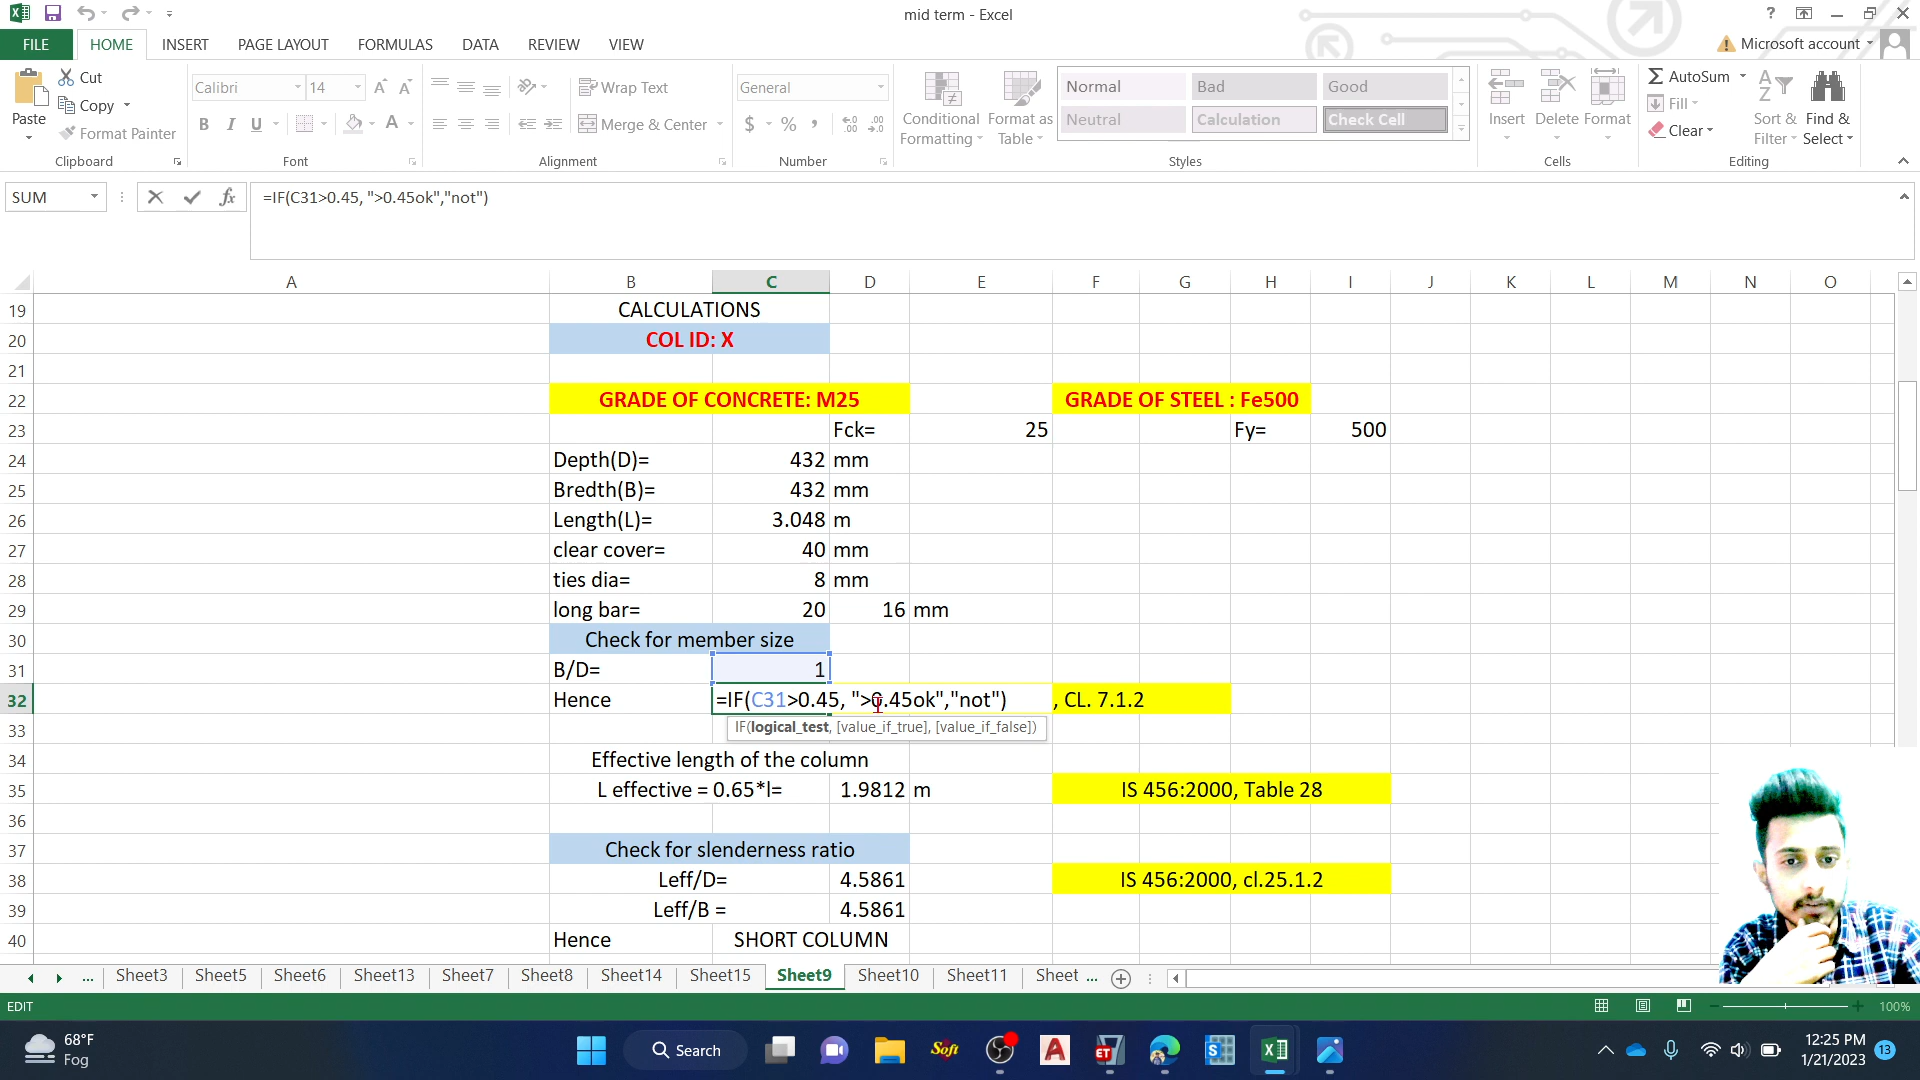 mid term - Excel
FILE HOME INSERT PAGE LAYOUT FORMULAS DATA REVIEW VIEW
Microsoft account
Paste
Cut
Copy
Format Painter
Clipboard
Calibri 14
B I U
Font
Wrap Text
Merge & Center
Alignment
General
$ % ,
Number
Conditional Formatting
Format as Table
Normal Bad Good
Neutral Calculation Check Cell
Styles
Insert Delete Format
Cells
AutoSum
Fill
Clear
Sort & Filter
Find & Select
Editing
SUM
=IF(C31>0.45, ">0.45ok","not")
A B C D E F G H I J K L M N O
19 CALCULATIONS
20 COL ID: X
21
22 GRADE OF CONCRETE: M25 GRADE OF STEEL : Fe500
23 Fck= 25 Fy= 500
24 Depth(D)= 432 mm
25 Bredth(B)= 432 mm
26 Length(L)= 3.048 m
27 clear cover= 40 mm
28 ties dia= 8 mm
29 long bar= 20 16 mm
30 Check for member size
31 B/D= 1
32 Hence =IF(C31>0.45, ">0.45ok","not") , CL. 7.1.2
33 IF(logical_test, [value_if_true], [value_if_false])
34 Effective length of the column
35 L effective = 0.65*l= 1.9812 m IS 456:2000, Table 28
36
37 Check for slenderness ratio
38 Leff/D= 4.5861 IS 456:2000, cl.25.1.2
39 Leff/B = 4.5861
40 Hence SHORT COLUMN
... Sheet3 Sheet5 Sheet6 Sheet13 Sheet7 Sheet8 Sheet14 Sheet15 Sheet9 Sheet10 Sheet11 Sheet ...
EDIT
100%
68°F
Fog
Search
Soft
ET
12:25 PM
1/21/2023
13